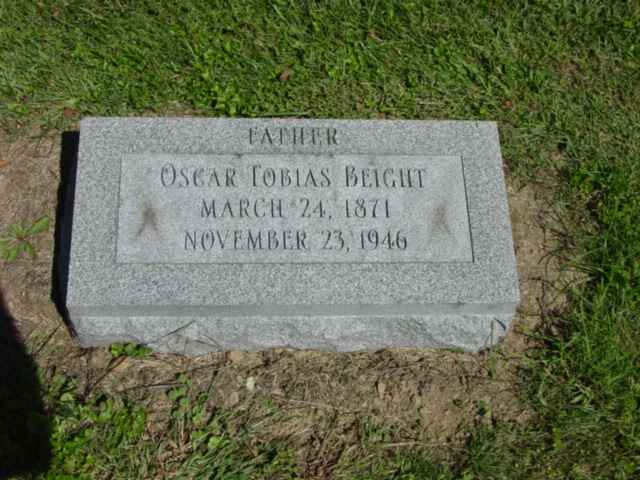 FATHER
OSCAR TOBIAS BEIGHT
MARCH 24, 1871
NOVEMBER 23, 1946